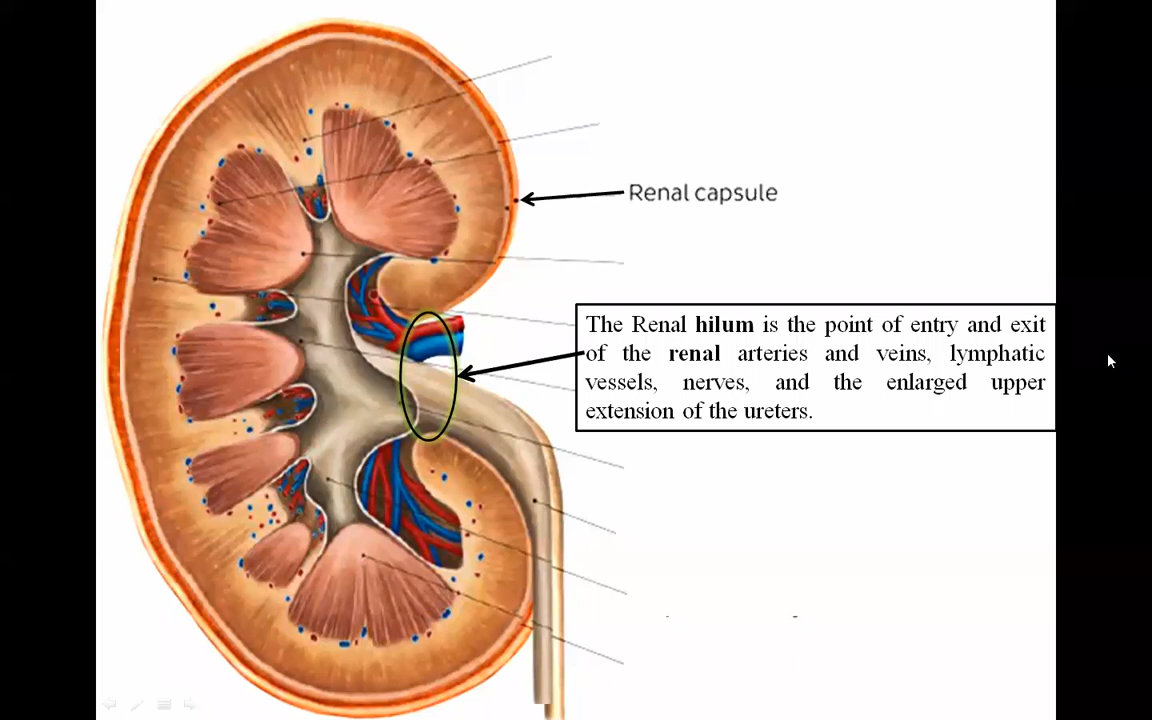 Renal capsule
The Renal hilum is the point of entry and exit
of the renal arteries and veins, lymphatic
vessels, nerves, and the enlarged upper
extension of the ureters.